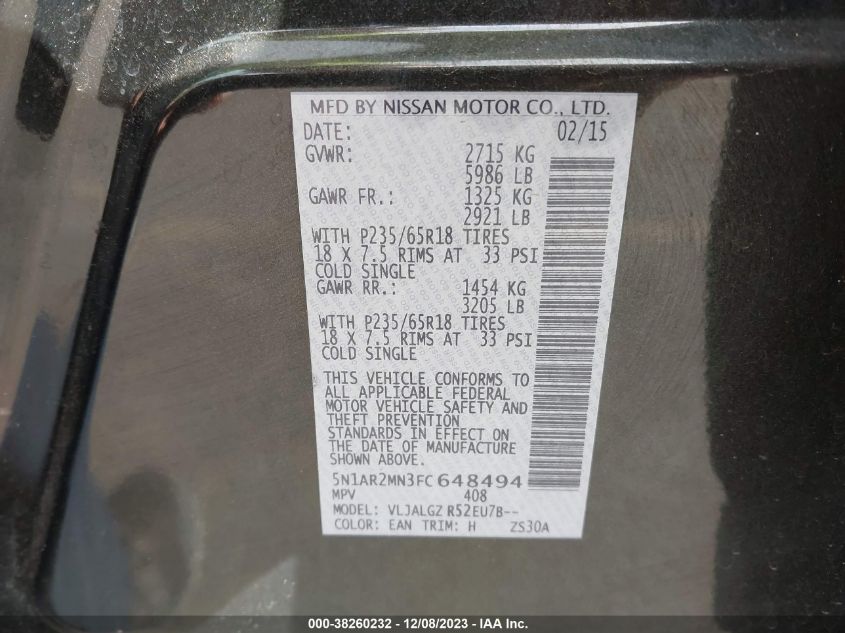 MFD BY NISSAN MOTOR CO., LTD.
DATE: 02/15
GVWR: 2715 KG
5986 LB
GAWR FR.: 1325 KG
2921 LB
WITH P235/65R18 TIRES
18 X 7.5 RIMS AT 33 PSI
COLD SINGLE
GAWR RR.: 1454 KG
3205 LB
WITH P235/65R18 TIRES
18 X 7.5 RIMS AT 33 PSI
COLD SINGLE
THIS VEHICLE CONFORMS TO
ALL APPLICABLE FEDERAL
MOTOR VEHICLE SAFETY AND
THEFT PREVENTION
STANDARDS IN EFFECT ON
THE DATE OF MANUFACTURE
SHOWN ABOVE.
5N1AR2MN3FC648494
MPV 408
MODEL: VLJALGZ R52EU7B--
COLOR: EAN TRIM: H ZS30A
000-38260232 - 12/08/2023 - IAA Inc.